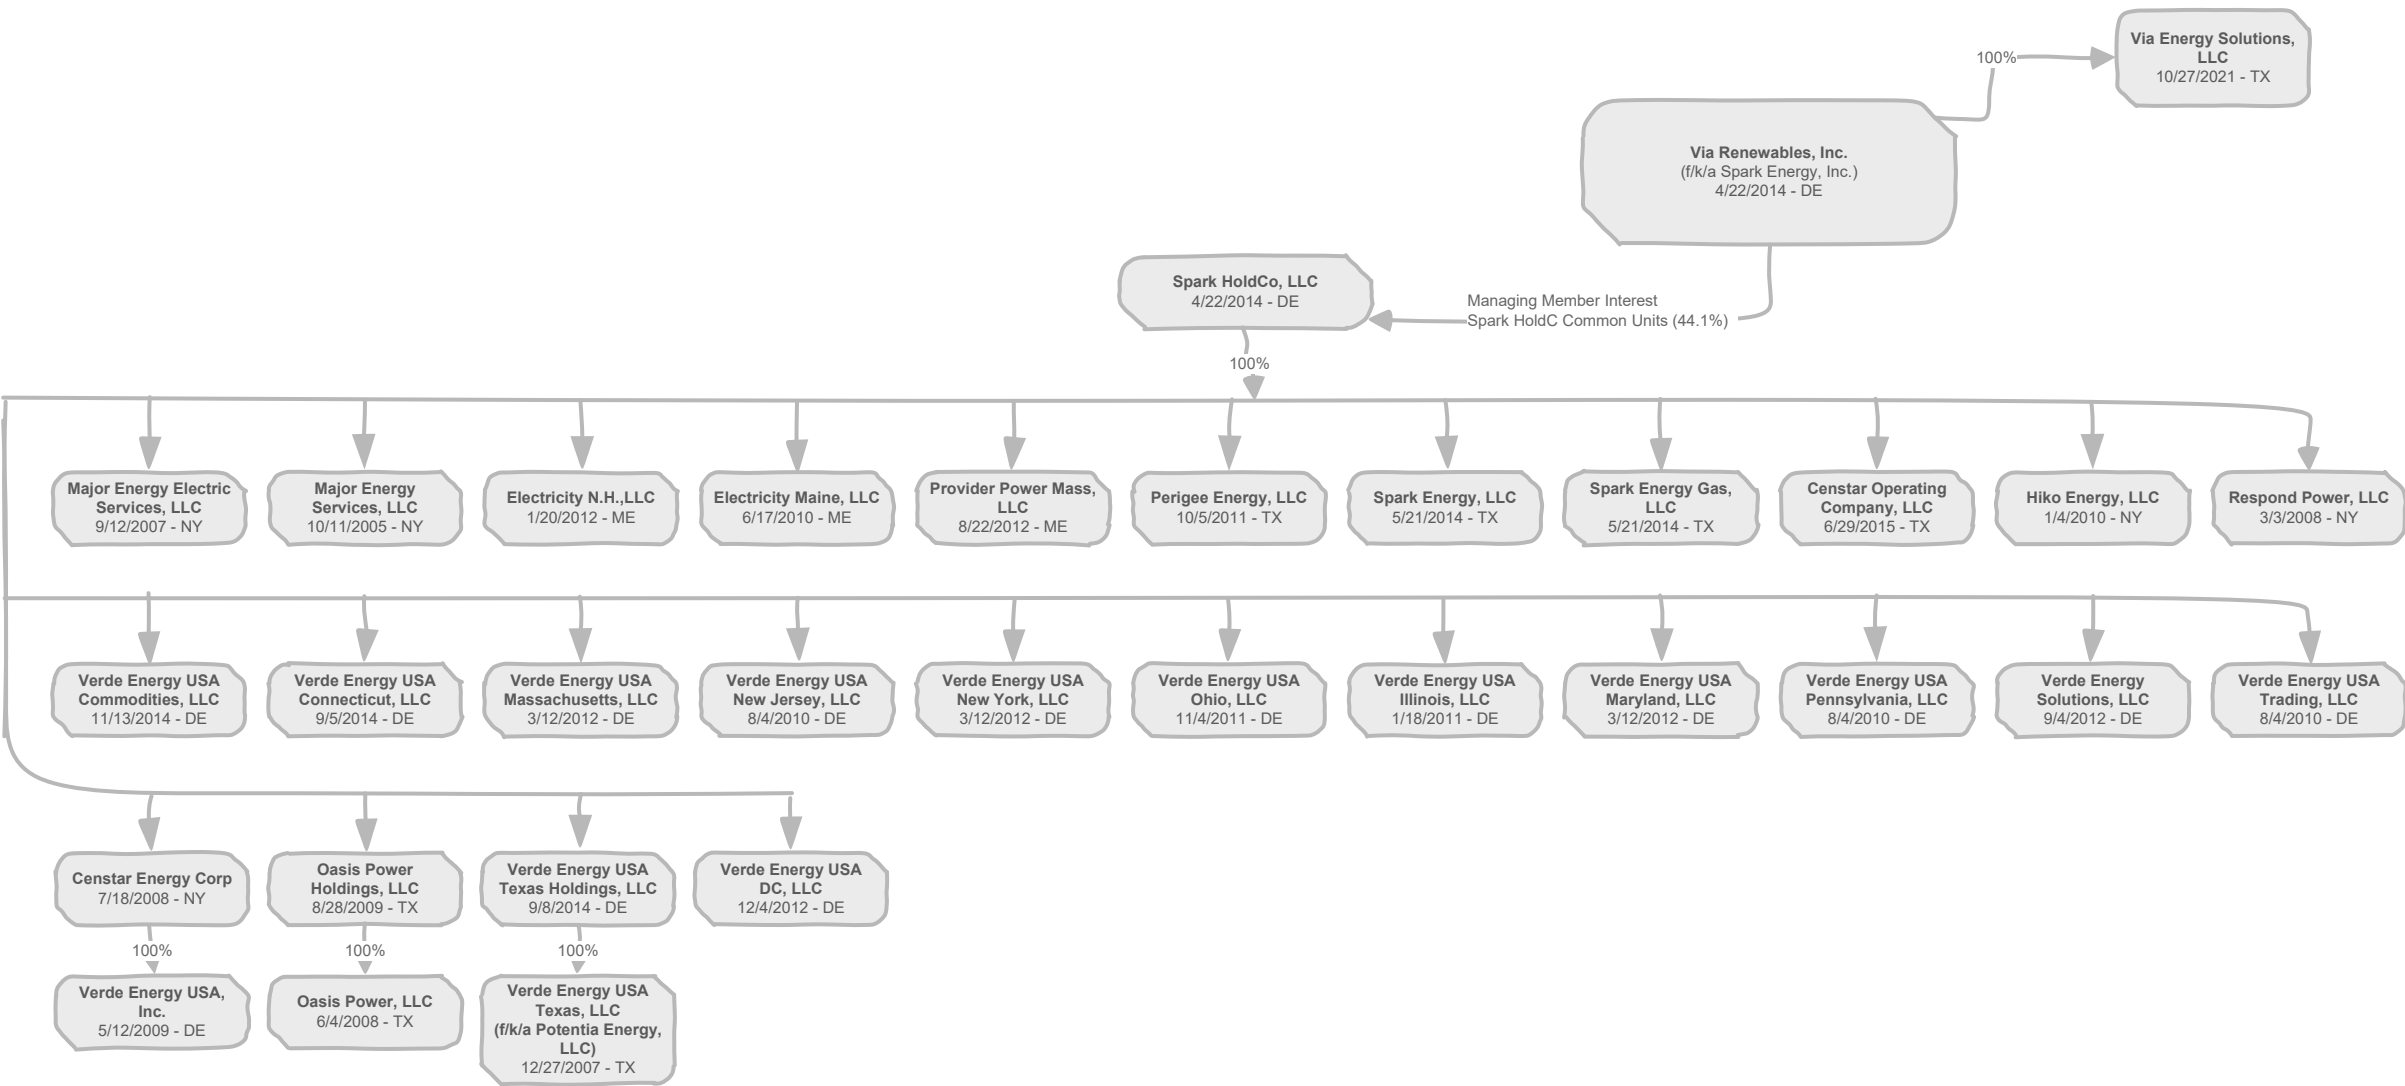 Via Energy Solutions,
LLC
10/27/2021 - TX
100%
Via Renewables, Inc.
(f/k/a Spark Energy, Inc.)
4/22/2014 - DE
Spark HoldCo, LLC
4/22/2014 - DE
Managing Member Interest
Spark HoldC Common Units (44.1%)
100%
Major Energy Electric
Services, LLC
9/12/2007 - NY
Major Energy
Services, LLC
10/11/2005 - NY
Electricity N.H.,LLC
1/20/2012 - ME
Electricity Maine, LLC
6/17/2010 - ME
Provider Power Mass,
LLC
8/22/2012 - ME
Perigee Energy, LLC
10/5/2011 - TX
Spark Energy, LLC
5/21/2014 - TX
Spark Energy Gas,
LLC
5/21/2014 - TX
Censtar Operating
Company, LLC
6/29/2015 - TX
Hiko Energy, LLC
1/4/2010 - NY
Respond Power, LLC
3/3/2008 - NY
Verde Energy USA
Commodities, LLC
11/13/2014 - DE
Verde Energy USA
Connecticut, LLC
9/5/2014 - DE
Verde Energy USA
Massachusetts, LLC
3/12/2012 - DE
Verde Energy USA
New Jersey, LLC
8/4/2010 - DE
Verde Energy USA
New York, LLC
3/12/2012 - DE
Verde Energy USA
Ohio, LLC
11/4/2011 - DE
Verde Energy USA
Illinois, LLC
1/18/2011 - DE
Verde Energy USA
Maryland, LLC
3/12/2012 - DE
Verde Energy USA
Pennsylvania, LLC
8/4/2010 - DE
Verde Energy
Solutions, LLC
9/4/2012 - DE
Verde Energy USA
Trading, LLC
8/4/2010 - DE
Censtar Energy Corp
7/18/2008 - NY
Oasis Power
Holdings, LLC
8/28/2009 - TX
Verde Energy USA
Texas Holdings, LLC
9/8/2014 - DE
Verde Energy USA
DC, LLC
12/4/2012 - DE
100%
100%
100%
Verde Energy USA,
Inc.
5/12/2009 - DE
Oasis Power, LLC
6/4/2008 - TX
Verde Energy USA
Texas, LLC
(f/k/a Potentia Energy,
LLC)
12/27/2007 - TX